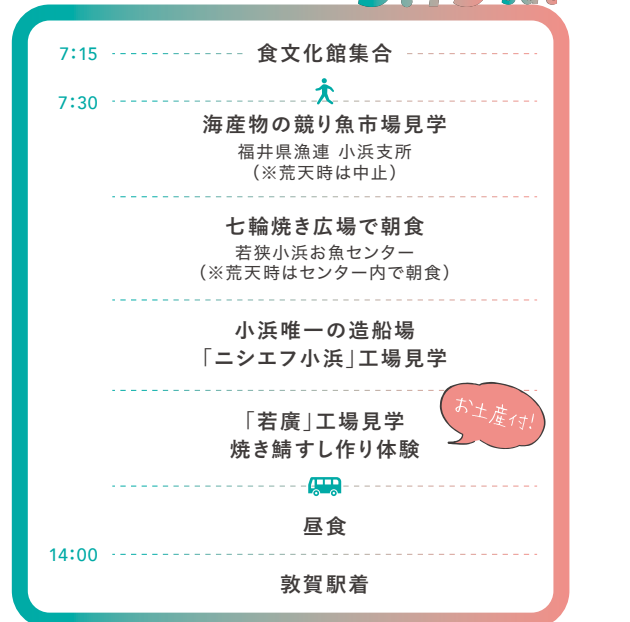 7:15 食文化館集合
7:30
海産物の競り魚市場見学
福井県漁連 小浜支所
(※荒天時は中止)
七輪焼き広場で朝食
若狭小浜お魚センター
(※荒天時はセンター内で朝食)
小浜唯一の造船場
「ニシエフ小浜」工場見学
「若廣」工場見学
焼き鯖すし作り体験
お土産付!
昼食
14:00
敦賀駅着